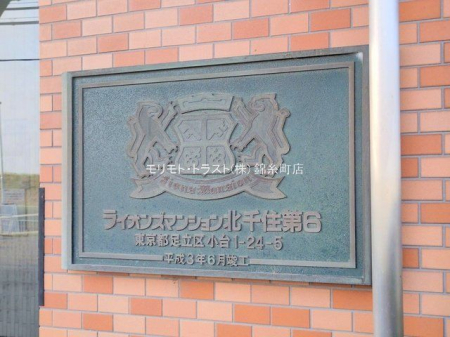 モリモト・トラスト(株) 錦糸町店
ライオンズマンション北千住第6
東京都足立区小台1-24-5
平成3年6月竣工